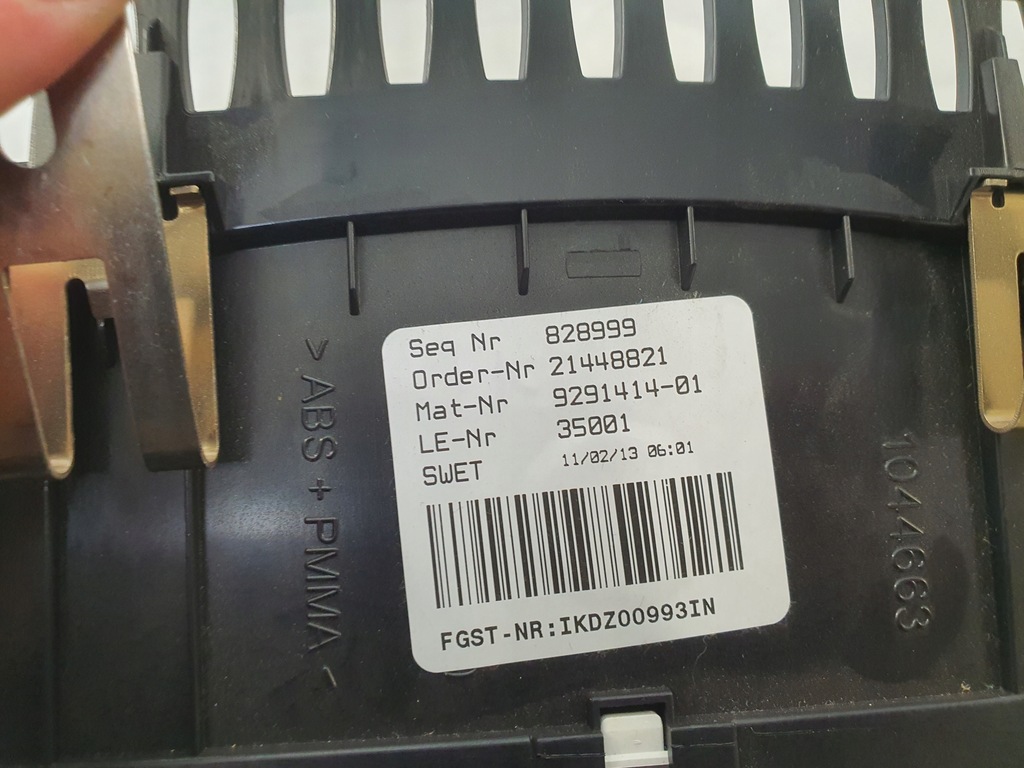 Seq Nr 828999
Order-Nr 21448821
Mat-Nr 9291414-01
LE-Nr 35001
SWET 11/02/13 06:01
FGST-NR:IKDZ00993IN
>ABS+PMMA<
10446663